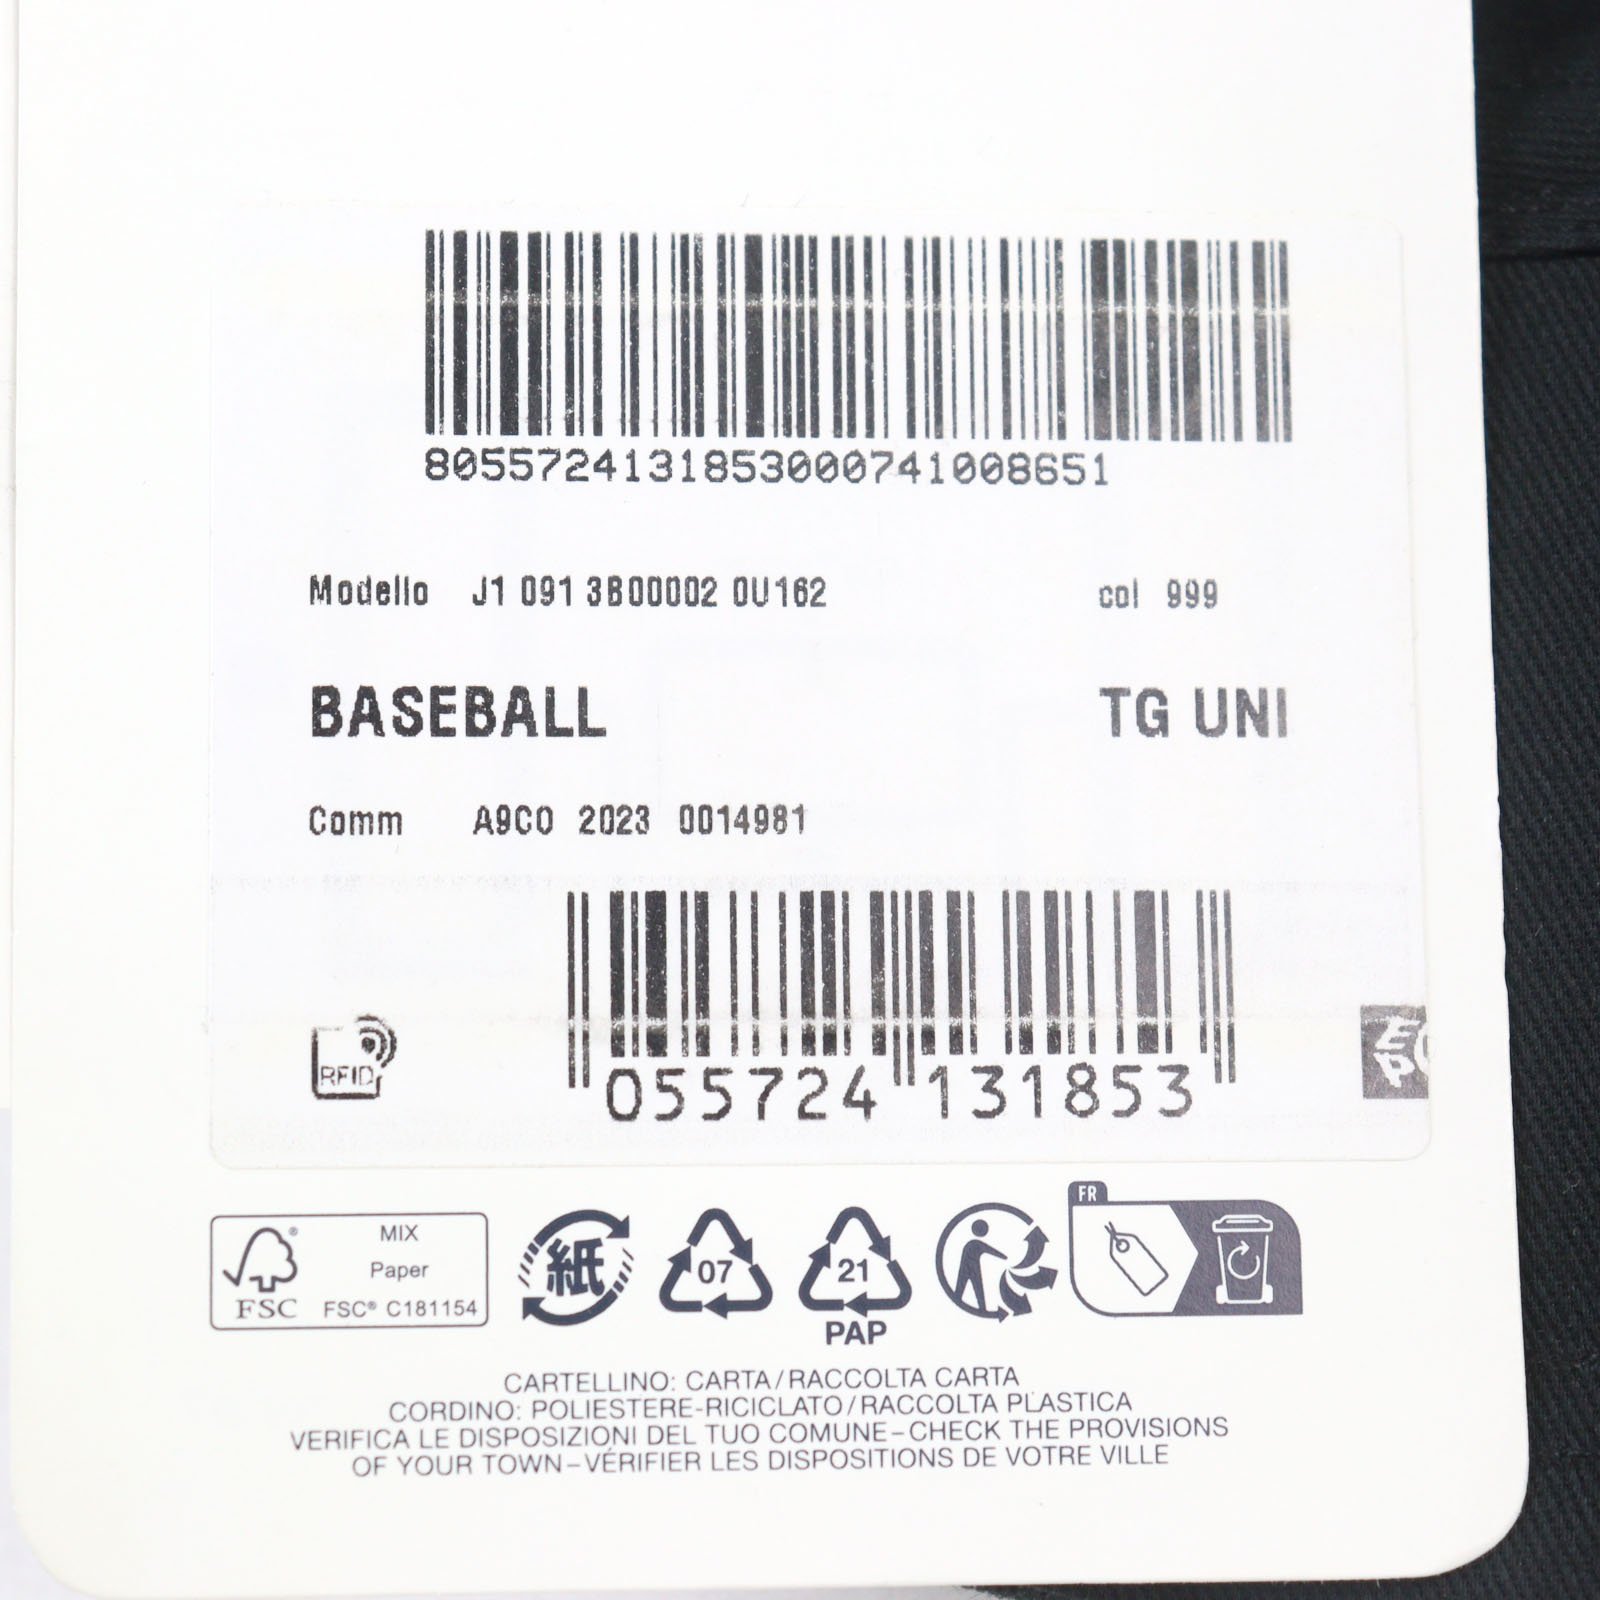 8055724131853000741008651
Modello J1 091 3B00002 0U162 col 999
BASEBALL TG UNI
Comm A9C0 2023 0014981
RFID
055724 131853
FR
MIX
Paper
FSC FSC® C181154
紙
07
21
PAP
CARTELLINO: CARTA/RACCOLTA CARTA
CORDINO: POLIESTERE-RICICLATO/RACCOLTA PLASTICA
VERIFICA LE DISPOSIZIONI DEL TUO COMUNE–CHECK THE PROVISIONS
OF YOUR TOWN–VÉRIFIER LES DISPOSITIONS DE VOTRE VILLE